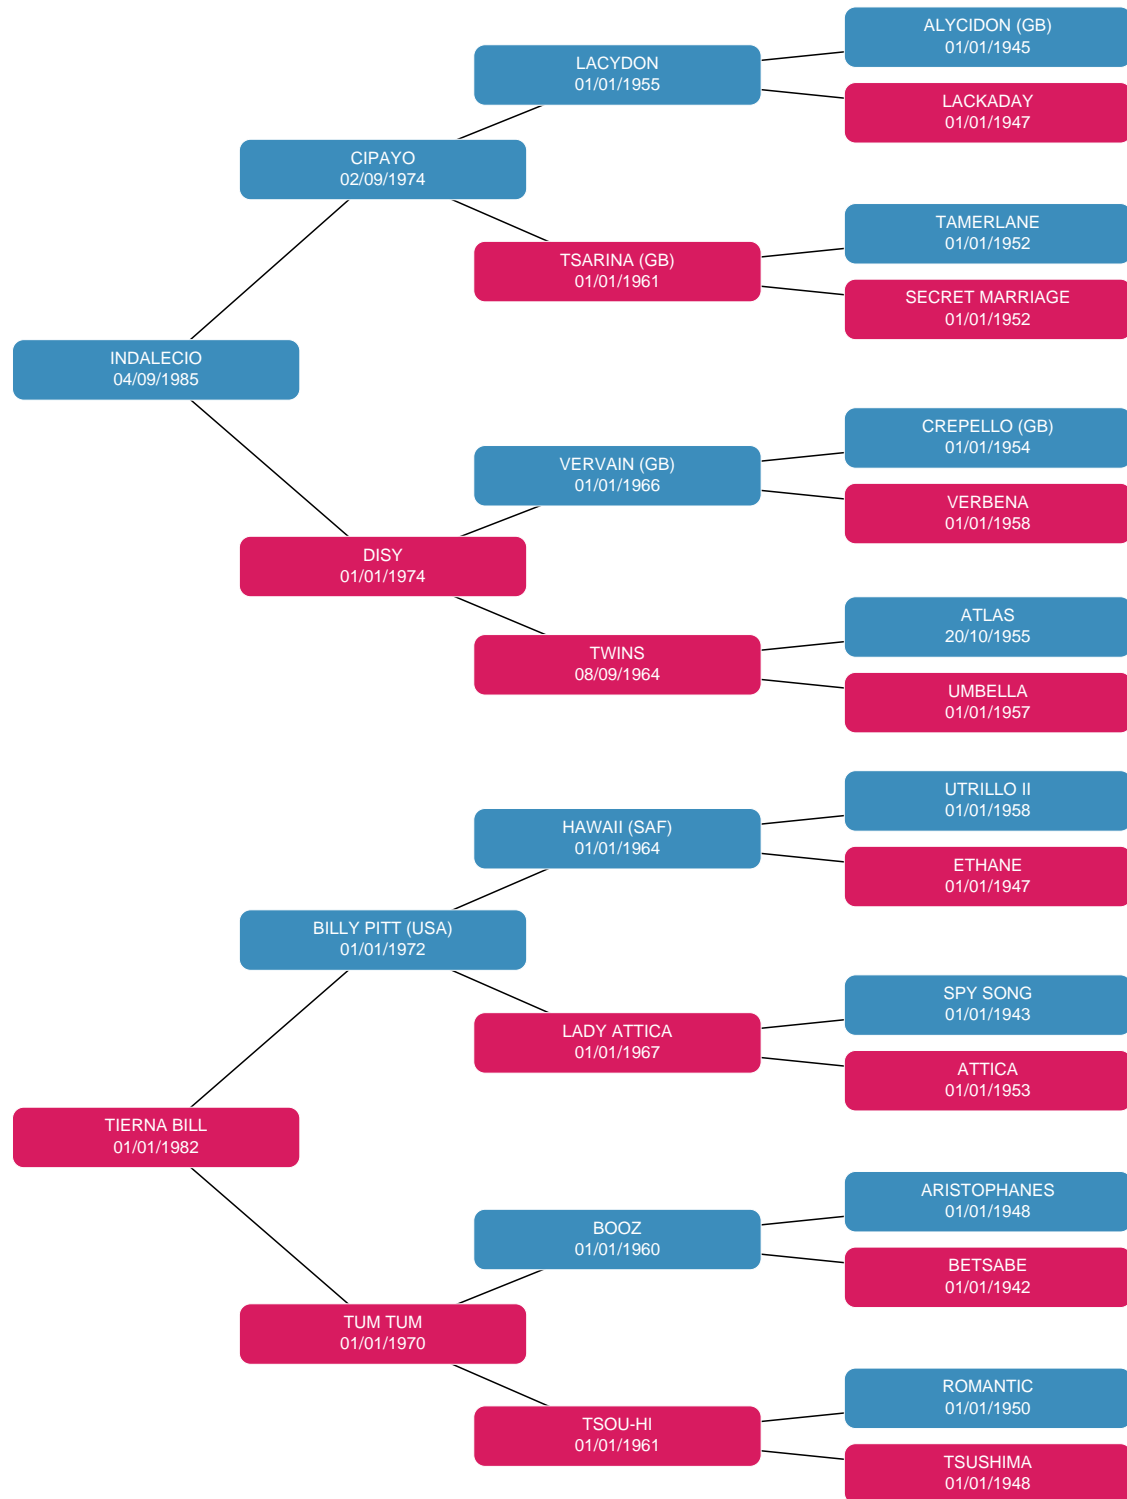 ALYCIDON (GB)
01/01/1945
LACYDON
01/01/1955
LACKADAY
01/01/1947
CIPAYO
02/09/1974
TAMERLANE
01/01/1952
TSARINA (GB)
01/01/1961
SECRET MARRIAGE
01/01/1952
INDALECIO
04/09/1985
CREPELLO (GB)
01/01/1954
VERVAIN (GB)
01/01/1966
VERBENA
01/01/1958
DISY
01/01/1974
ATLAS
20/10/1955
TWINS
08/09/1964
UMBELLA
01/01/1957
UTRILLO II
01/01/1958
HAWAII (SAF)
01/01/1964
ETHANE
01/01/1947
BILLY PITT (USA)
01/01/1972
SPY SONG
01/01/1943
LADY ATTICA
01/01/1967
ATTICA
01/01/1953
TIERNA BILL
01/01/1982
ARISTOPHANES
01/01/1948
BOOZ
01/01/1960
BETSABE
01/01/1942
TUM TUM
01/01/1970
ROMANTIC
01/01/1950
TSOU-HI
01/01/1961
TSUSHIMA
01/01/1948